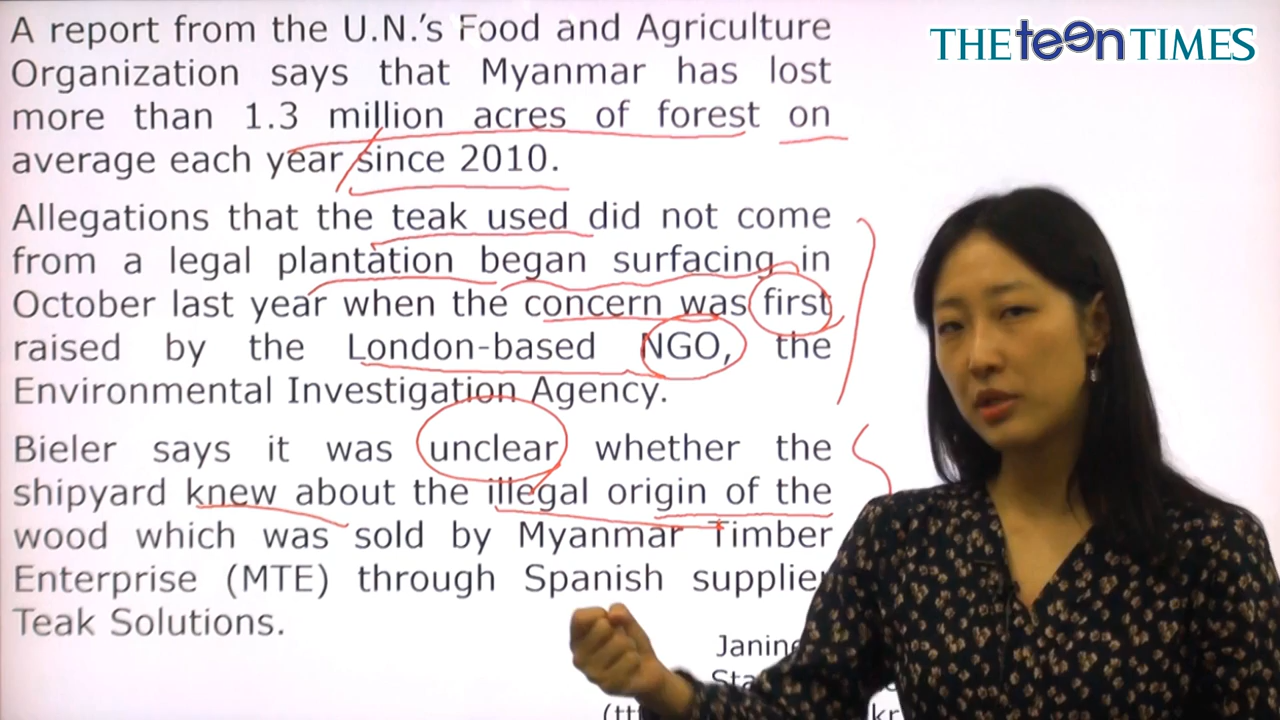 THE teen TIMES
A report from the U.N.'s Food and Agriculture
Organization says that Myanmar has lost
more than 1.3 million acres of forest on
average each year since 2010.
Allegations that the teak used did not come
from a legal plantation began surfacing in
October last year when the concern was first
raised by the London-based NGO, the
Environmental Investigation Agency.
Bieler says it was unclear whether the
shipyard knew about the illegal origin of the
wood which was sold by Myanmar Timber
Enterprise (MTE) through Spanish supplier
Teak Solutions.